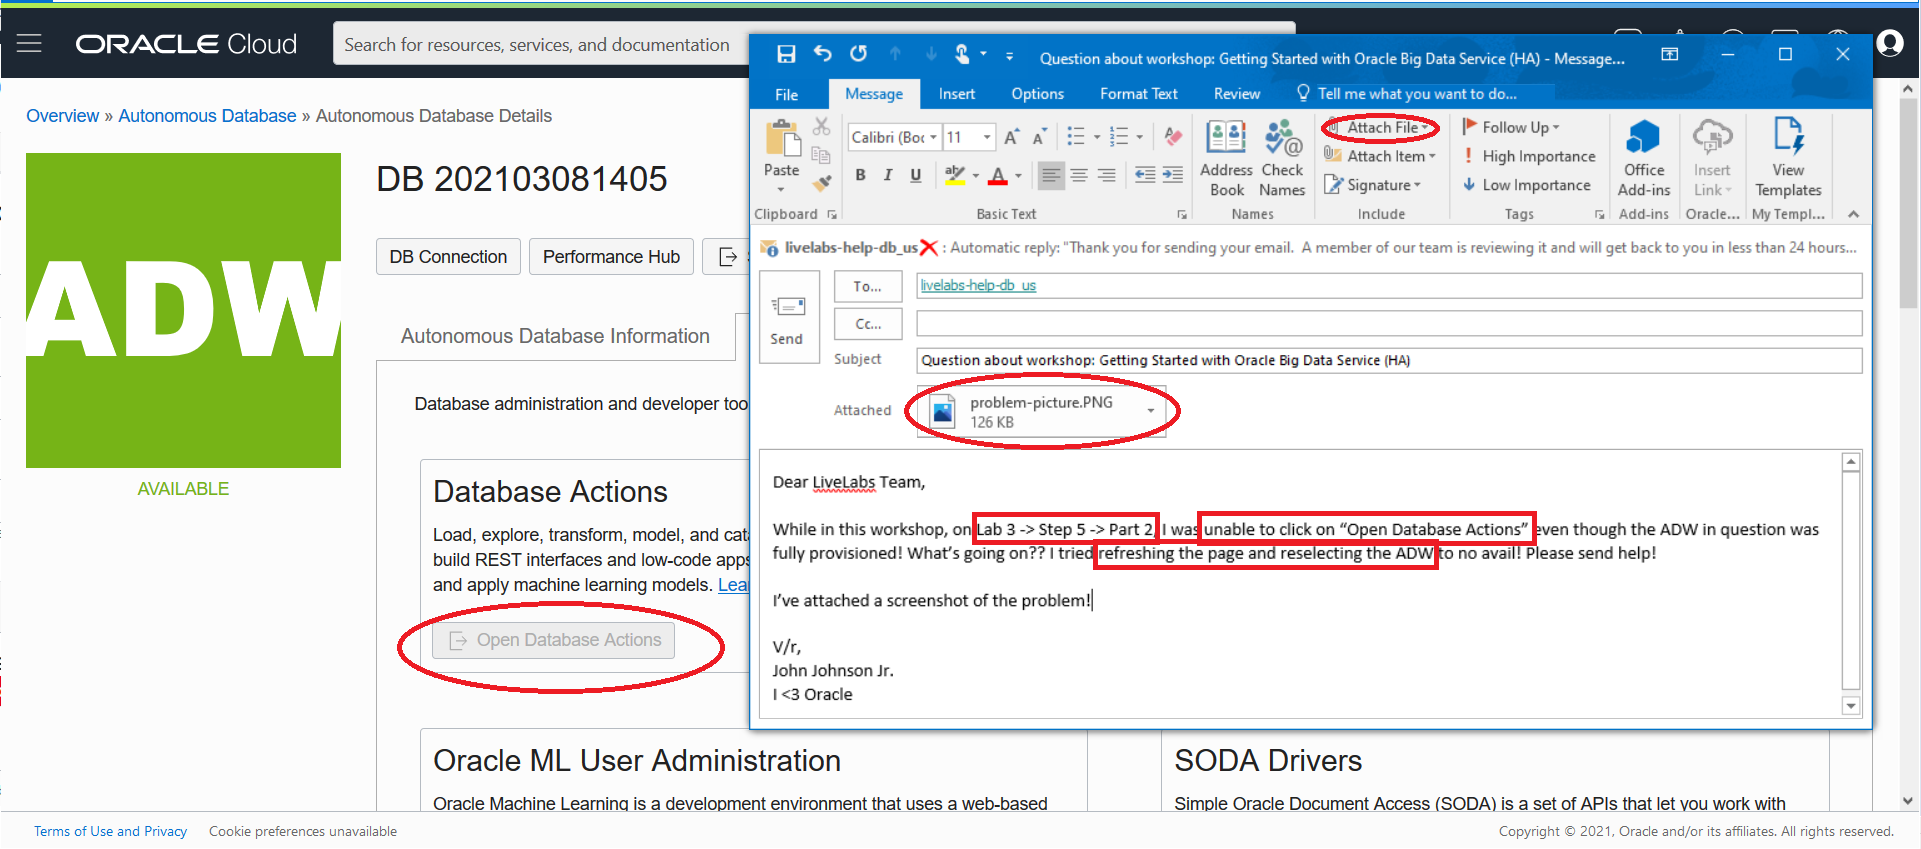 ORACLE Cloud
Search for resources, services, and documentation
Overview » Autonomous Database » Autonomous Database Details
ADW
AVAILABLE
DB 202103081405
DB Connection
Performance Hub
Autonomous Database Information
Database administration and developer too
Database Actions
Load, explore, transform, model, and cata
build REST interfaces and low-code apps
and apply machine learning models. Lea
Open Database Actions
Oracle ML User Administration
Oracle Machine Learning is a development environment that uses a web-based
SODA Drivers
Simple Oracle Document Access (SODA) is a set of APIs that let you work with
Question about workshop: Getting Started with Oracle Big Data Service (HA) - Message...
File Message Insert Options Format Text Review Tell me what you want to do...
Paste
Clipboard
Calibri (Boc 11
B I U
Basic Text
Address Book
Check Names
Names
Attach File
Attach Item
Signature
Include
Follow Up
High Importance
Low Importance
Tags
Office Add-ins
Add-ins
Insert Link
Oracle...
View Templates
My Templ...
livelabs-help-db_us : Automatic reply: "Thank you for sending your email. A member of our team is reviewing it and will get back to you in less than 24 hours...
Send
To... livelabs-help-db_us
Cc...
Subject Question about workshop: Getting Started with Oracle Big Data Service (HA)
Attached problem-picture.PNG
126 KB
Dear LiveLabs Team,
While in this workshop, on Lab 3 -> Step 5 -> Part 2, I was unable to click on “Open Database Actions” even though the ADW in question was
fully provisioned! What’s going on?? I tried refreshing the page and reselecting the ADW to no avail! Please send help!
I’ve attached a screenshot of the problem!
V/r,
John Johnson Jr.
I <3 Oracle
Terms of Use and Privacy Cookie preferences unavailable
Copyright © 2021, Oracle and/or its affiliates. All rights reserved.